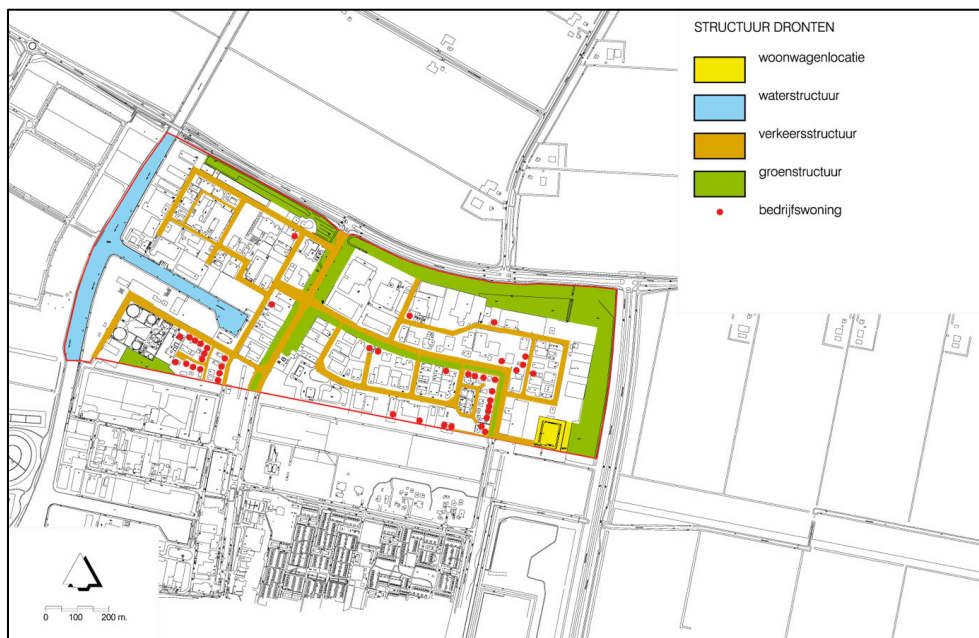 STRUCTUUR DRONTEN
woonwagenlocatie
waterstructuur
verkeersstructuur
groenstructuur
bedrijfswoning
0 100 200 m.